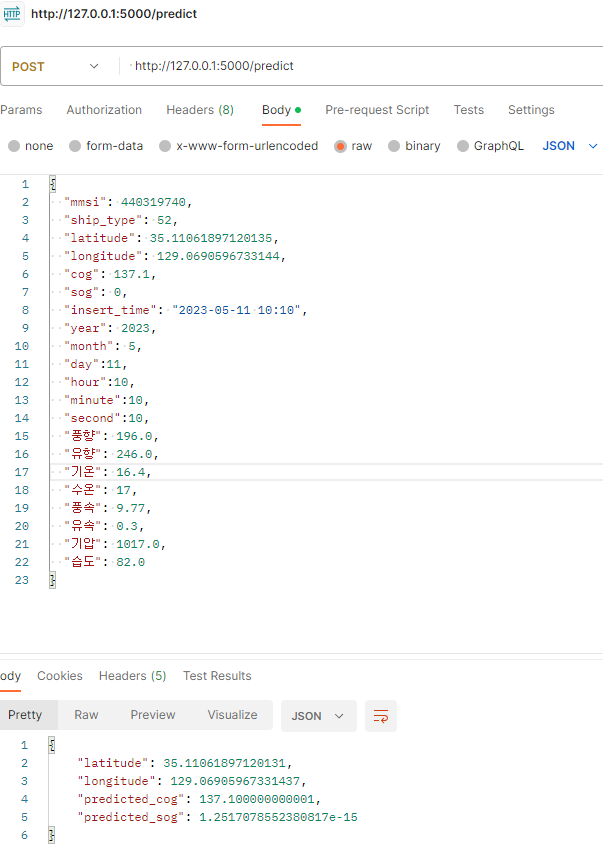 HTTP http://127.0.0.1:5000/predict
POST http://127.0.0.1:5000/predict
Params Authorization Headers (8) Body Pre-request Script Tests Settings
none form-data x-www-form-urlencoded raw binary GraphQL JSON
1 {
2 "mmsi": 440319740,
3 "ship_type": 52,
4 "latitude": 35.11061897120135,
5 "longitude": 129.0690596733144,
6 "cog": 137.1,
7 "sog": 0,
8 "insert_time": "2023-05-11 10:10",
9 "year": 2023,
10 "month": 5,
11 "day":11,
12 "hour":10,
13 "minute":10,
14 "second":10,
15 "풍향": 196.0,
16 "유향": 246.0,
17 "기온": 16.4,
18 "수온": 17,
19 "풍속": 9.77,
20 "유속": 0.3,
21 "기압": 1017.0,
22 "습도": 82.0
23 }
ody Cookies Headers (5) Test Results
Pretty Raw Preview Visualize JSON
1 {
2 "latitude": 35.11061897120131,
3 "longitude": 129.06905967331437,
4 "predicted_cog": 137.100000000001,
5 "predicted_sog": 1.2517078552380817e-15
6 }